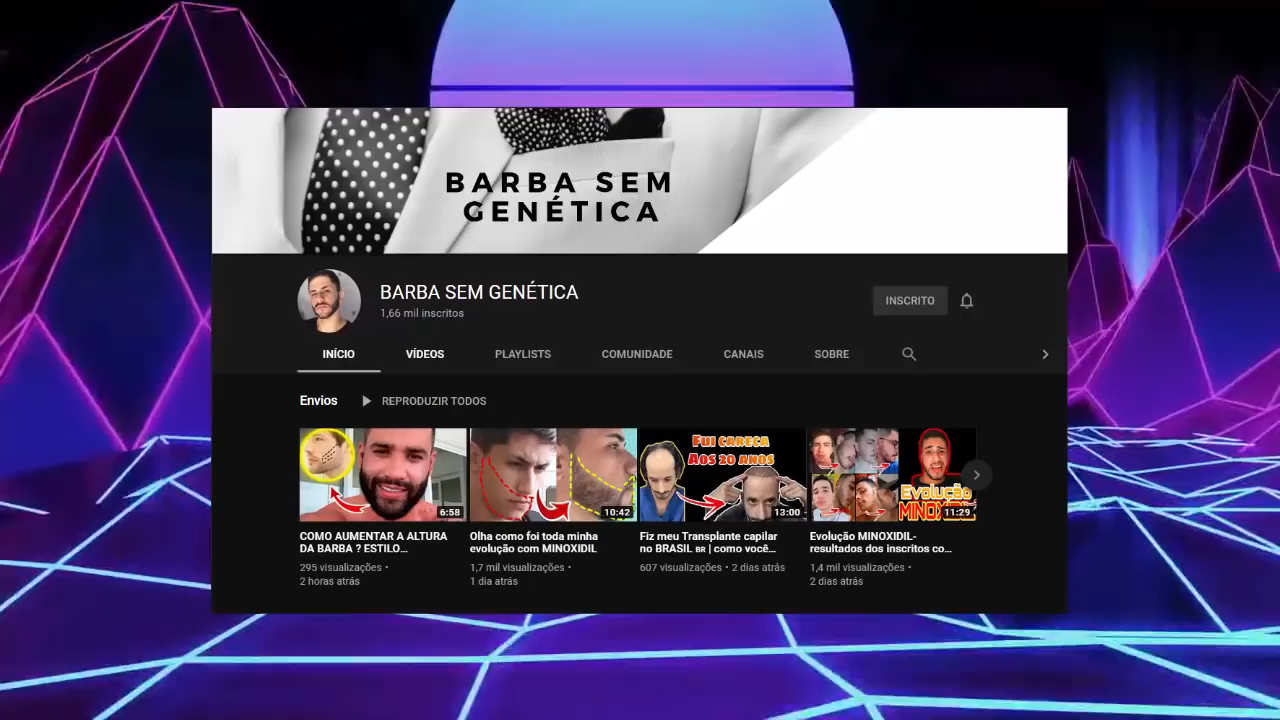 BARBA SEM
GENÉTICA
BARBA SEM GENÉTICA
1,66 mil inscritos
INSCRITO
INÍCIO
VÍDEOS
PLAYLISTS
COMUNIDADE
CANAIS
SOBRE
Envios
REPRODUZIR TODOS
6:58
10:42
FUI CARECA
AOS 20 ANOS
13:00
Evolução
MINOXIDIL
11:29
COMO AUMENTAR A ALTURA
DA BARBA ? ESTILO...
295 visualizações •
2 horas atrás
Olha como foi toda minha
evolução com MINOXIDIL
1,7 mil visualizações •
1 dia atrás
Fiz meu Transplante capilar
no BRASIL BR | como você...
607 visualizações • 2 dias atrás
Evolução MINOXIDIL-
resultados dos inscritos co...
1,4 mil visualizações •
2 dias atrás